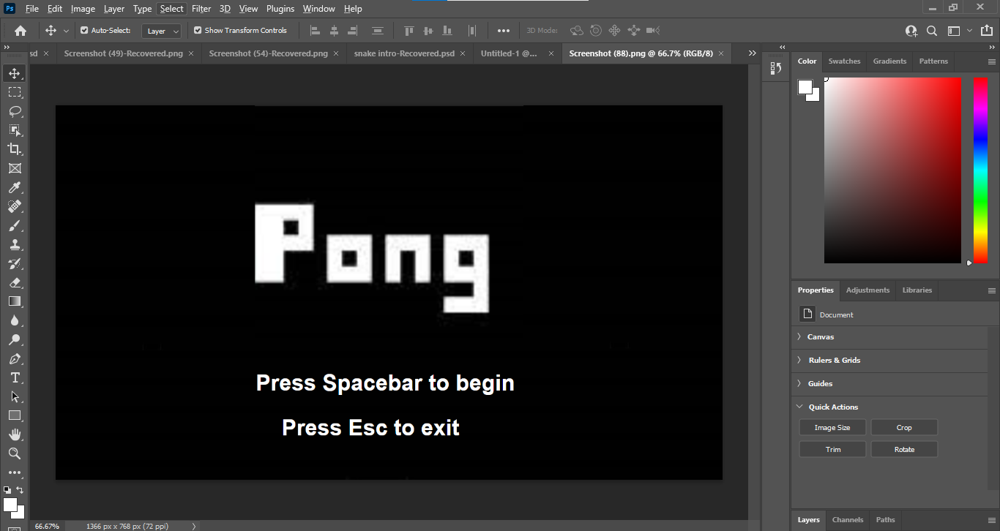 Ps File Edit Image Layer Type Select Filter 3D View Plugins Window Help
Auto-Select: Layer Show Transform Controls 3D Mode:
sd × Screenshot (49)-Recovered.png × Screenshot (54)-Recovered.png × snake intro-Recovered.psd × Untitled-1 @... × Screenshot (88).png @ 66.7% (RGB/8) ×
Color Swatches Gradients Patterns
Pong
Press Spacebar to begin
Press Esc to exit
Properties Adjustments Libraries
Document
Canvas
Rulers & Grids
Guides
Quick Actions
Image Size Crop
Trim Rotate
Layers Channels Paths
66.67% 1366 px x 768 px (72 ppi)